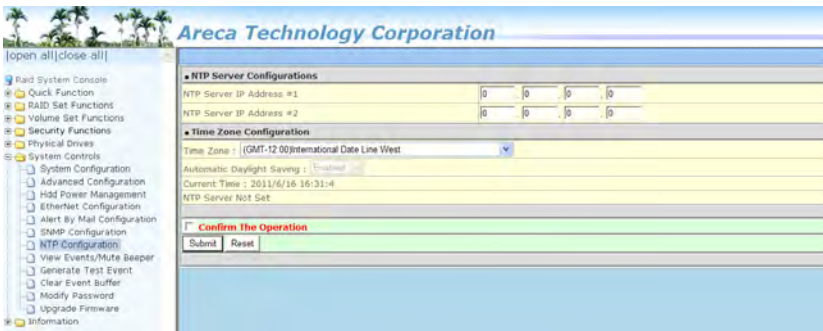 Areca Technology Corporation
|open all|close all|
Raid System Console
Quick Function
RAID Set Functions
Volume Set Functions
Security Functions
Physical Drives
System Controls
System Configuration
Advanced Configuration
Hdd Power Management
EtherNet Configuration
Alert By Mail Configuration
SNMP Configuration
NTP Configuration
View Events/Mute Beeper
Generate Test Event
Clear Event Buffer
Modify Password
Upgrade Firmware
Information
▪ NTP Server Configurations
NTP Server IP Address #1 0 . 0 . 0 . 0
NTP Server IP Address #2 0 . 0 . 0 . 0
▪ Time Zone Configuration
Time Zone : (GMT-12:00)International Date Line West
Automatic Daylight Saving : Enabled
Current Time : 2011/6/16 16:31:4
NTP Server Not Set
Confirm The Operation
Submit Reset